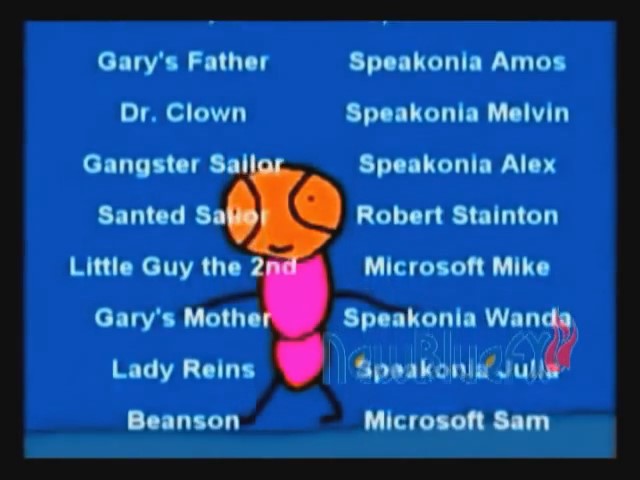 Gary's Father Speakonia Amos
Dr. Clown Speakonia Melvin
Gangster Sailor Speakonia Alex
Santed Sailor Robert Stainton
Little Guy the 2nd Microsoft Mike
Gary's Mother Speakonia Wanda
NewBlueFX
Lady Reins Speakonia Julia
Beanson Microsoft Sam